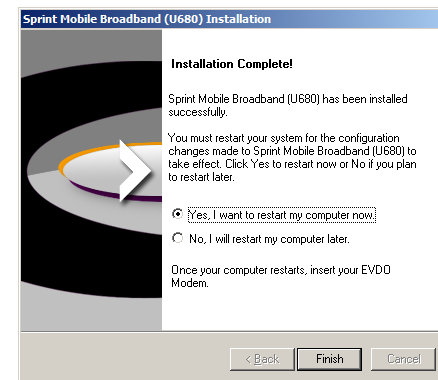 Sprint Mobile Broadband (U680) Installation
Installation Complete!
Sprint Mobile Broadband (U680) has been installed
successfully.
You must restart your system for the configuration
changes made to Sprint Mobile Broadband (U680) to
take effect. Click Yes to restart now or No if you plan
to restart later.
Yes, I want to restart my computer now.
No, I will restart my computer later.
Once your computer restarts, insert your EVDO
Modem.
< Back Finish Cancel